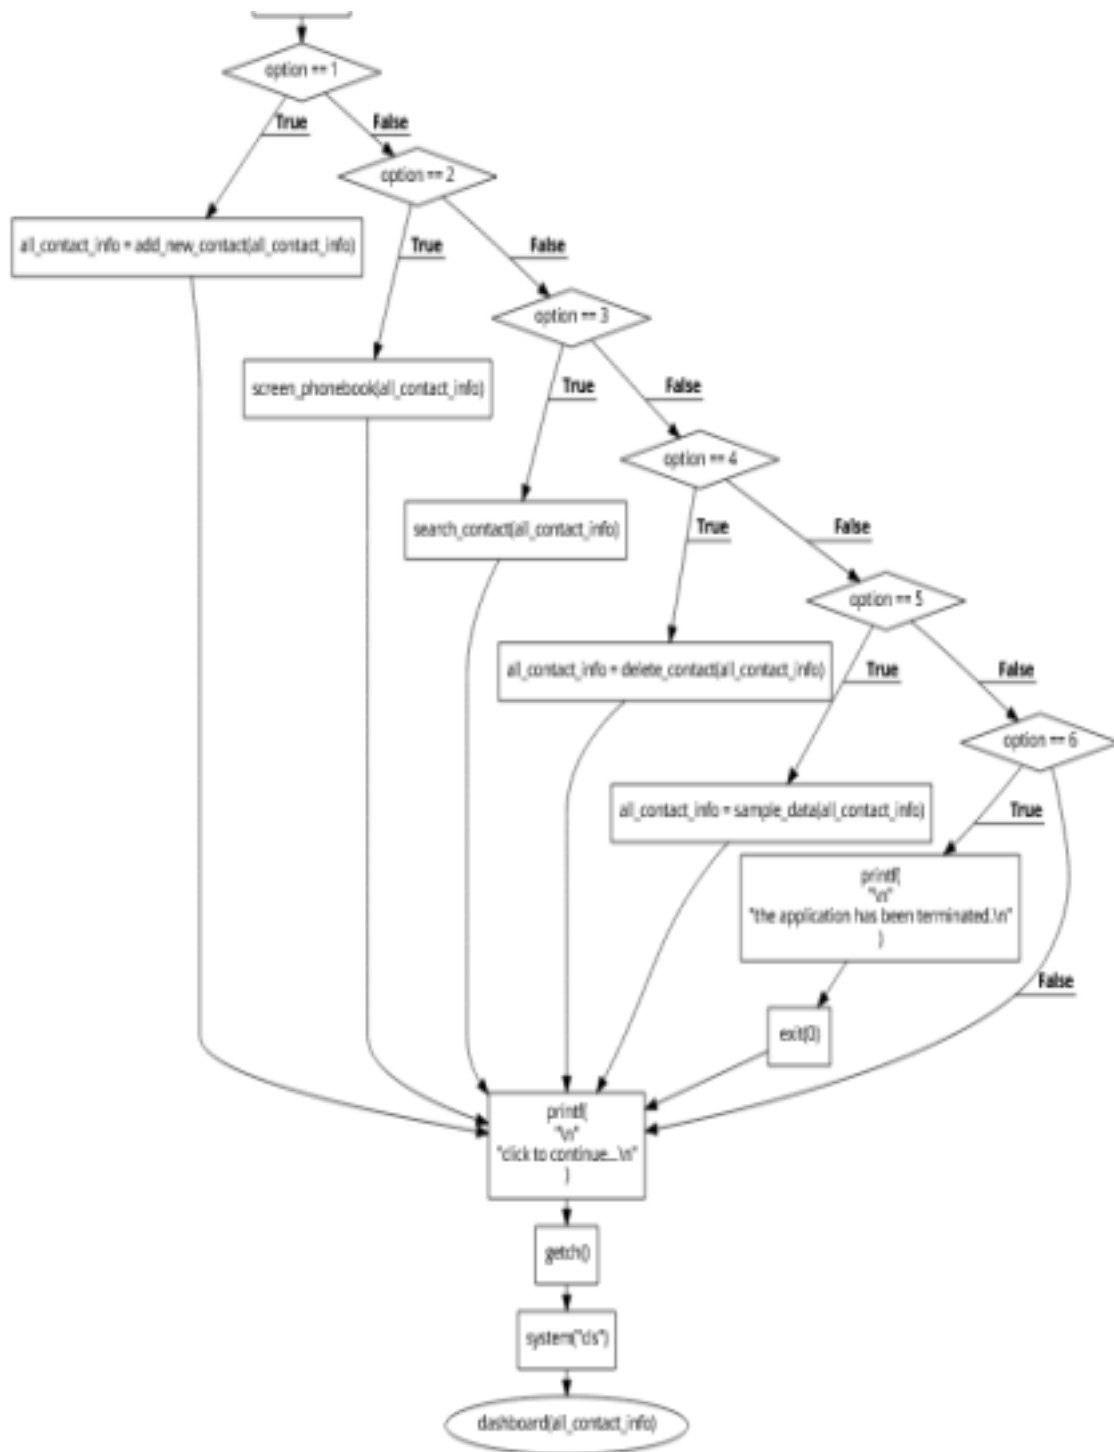 option == 1
True
False
option == 2
all_contact_info = add_new_contact(all_contact_info)
True
False
option == 3
screen_phonebook(all_contact_info)
True
False
option == 4
search_contact(all_contact_info)
True
False
option == 5
all_contact_info = delete_contact(all_contact_info)
True
False
option == 6
all_contact_info = sample_data(all_contact_info)
True
printf(
"\n"
"the application has been terminated.\n"
)
False
exit(0)
printf(
"\n"
"click to continue...\n"
)
getch()
system("cls")
dashboard(all_contact_info)